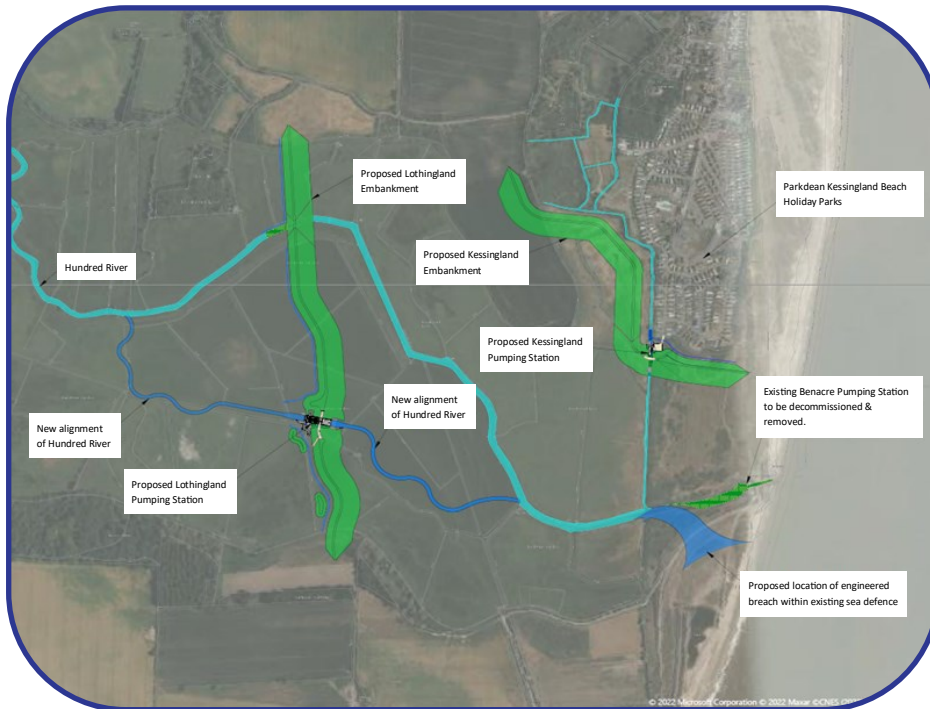 Proposed Lothingland
Embankment
Parkdean Kessingland Beach
Holiday Parks
Hundred River
Proposed Kessingland
Embankment
Proposed Kessingland
Pumping Station
Existing Benacre Pumping Station
to be decommissioned &
removed.
New alignment
of Hundred River
New alignment
of Hundred River
Proposed Lothingland
Pumping Station
Proposed location of engineered
breach within existing sea defence
© 2022 Microsoft Corporation © 2022 Maxar ©CNES